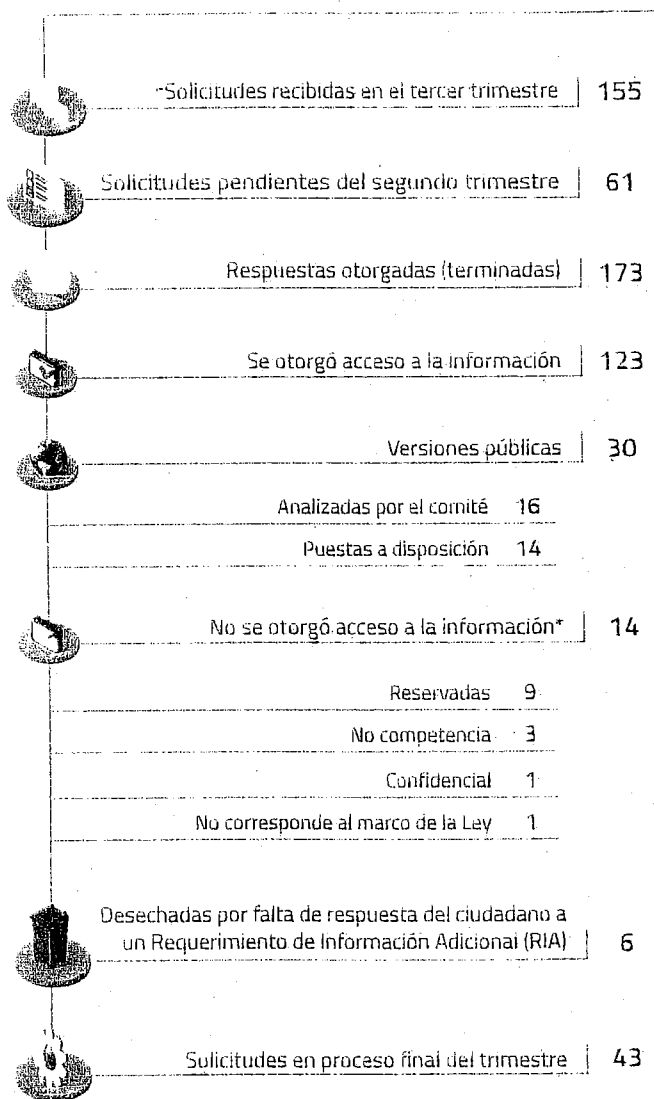 Solicitudes recibidas en el tercer trimestre 155
Solicitudes pendientes del segundo trimestre 61
Respuestas otorgadas (terminadas) 173
Se otorgó acceso a la información 123
Versiones públicas 30
Analizadas por el comité 16
Puestas a disposición 14
No se otorgó acceso a la información* 14
Reservadas 9
No competencia 3
Confidencial 1
No corresponde al marco de la Ley 1
Desechadas por falta de respuesta del ciudadano a
un Requerimiento de Información Adicional (RIA) 6
Solicitudes en proceso final del trimestre 43